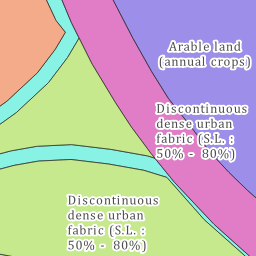 Arable land
(annual crops)
Discontinuous
dense urban
fabric (S.L. :
50% - 80%)
Discontinuous
dense urban
fabric (S.L. :
50% - 80%)